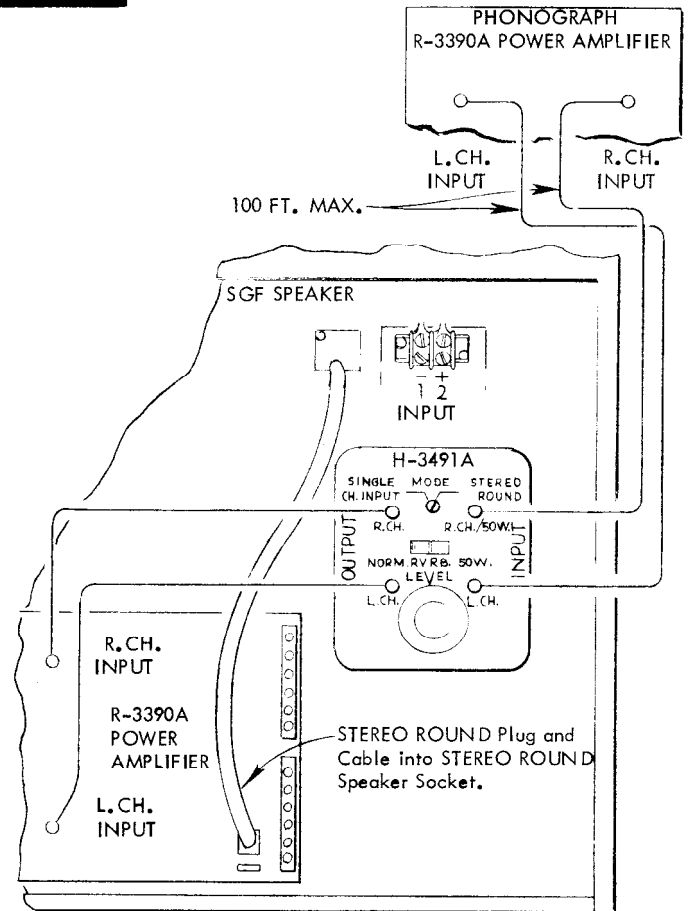 PHONOGRAPH
R-3390A POWER AMPLIFIER
L.CH.
INPUT
R.CH.
INPUT
100 FT. MAX.
SGF SPEAKER
- +
1 2
INPUT
H-3491A
SINGLE
CH.INPUT
MODE
STEREO
ROUND
R.CH.
R.CH./50W.
OUTPUT
INPUT
NORM. RVRB. 50W.
LEVEL
L.CH.
L.CH.
R.CH.
INPUT
R-3390A
POWER
AMPLIFIER
L.CH.
INPUT
STEREO ROUND Plug and
Cable into STEREO ROUND
Speaker Socket.